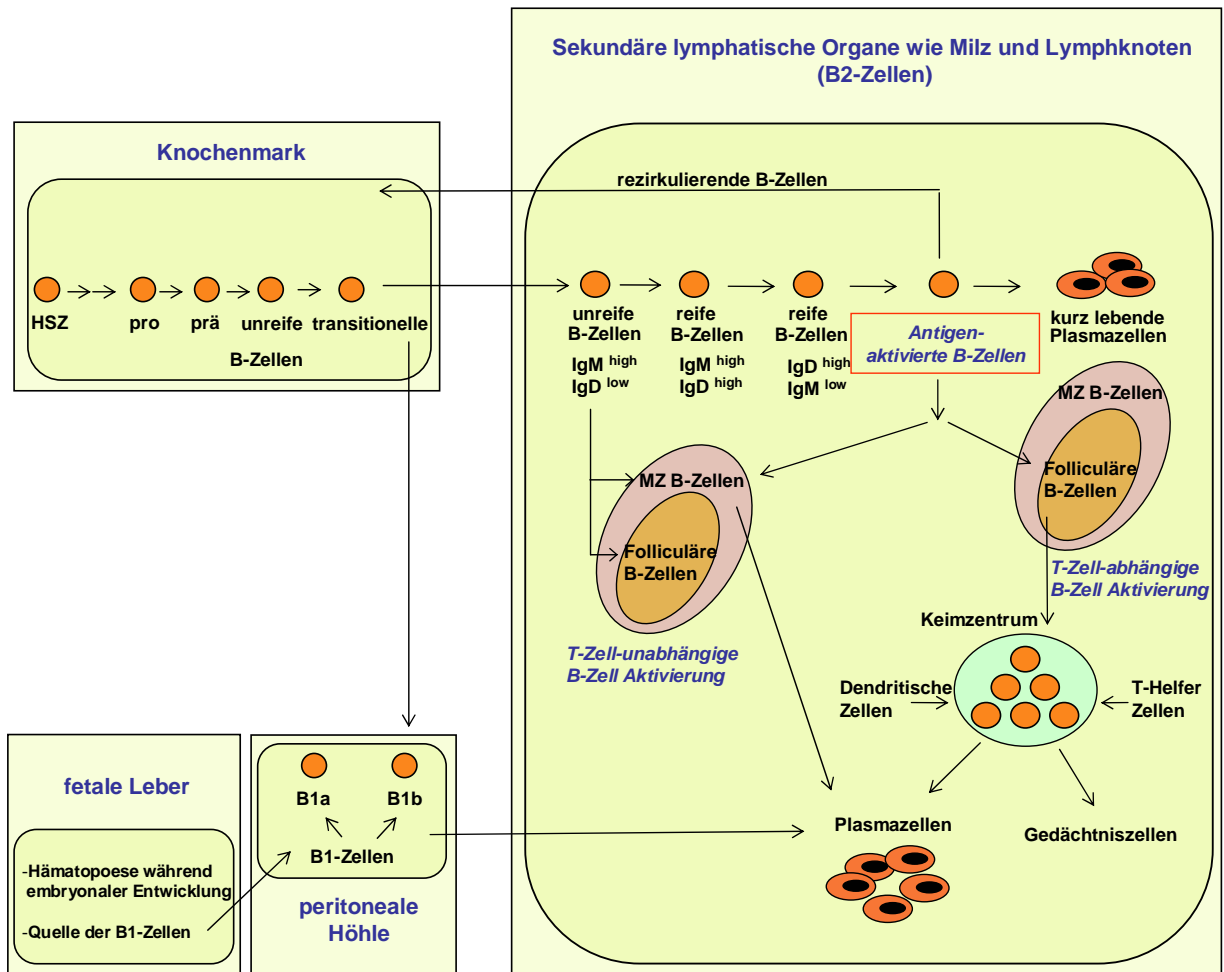 Sekundäre lymphatische Organe wie Milz und Lymphknoten
(B2-Zellen)
Knochenmark
rezirkulierende B-Zellen
HSZ
pro
prä
unreife
transitionelle
B-Zellen
unreife
B-Zellen
IgM high
IgD low
reife
B-Zellen
IgM high
IgD high
reife
B-Zellen
IgD high
IgM low
Antigen-
aktivierte B-Zellen
kurz lebende
Plasmazellen
MZ B-Zellen
Folliculäre
B-Zellen
T-Zell-unabhängige
B-Zell Aktivierung
MZ B-Zellen
Folliculäre
B-Zellen
T-Zell-abhängige
B-Zell Aktivierung
Keimzentrum
Dendritische
Zellen
T-Helfer
Zellen
Plasmazellen
Gedächtniszellen
fetale Leber
-Hämatopoese während
embryonaler Entwicklung
-Quelle der B1-Zellen
B1a
B1b
B1-Zellen
peritoneale
Höhle